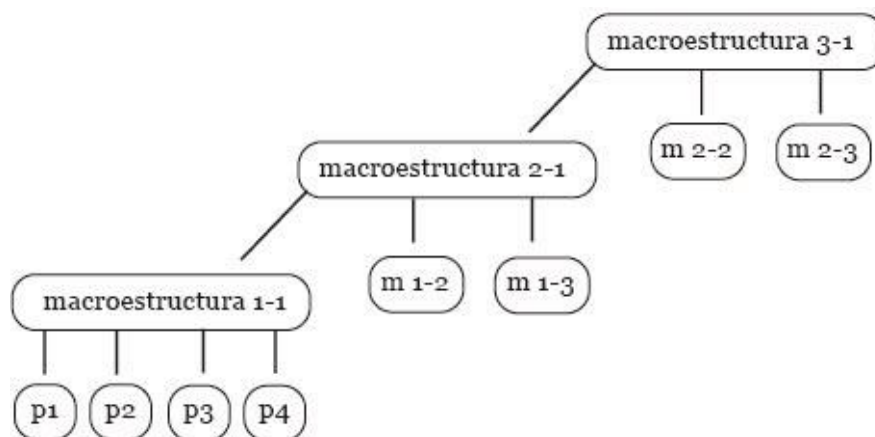 macroestructura 3-1
m 2-2
m 2-3
macroestructura 2-1
m 1-2
m 1-3
macroestructura 1-1
p1
p2
p3
p4